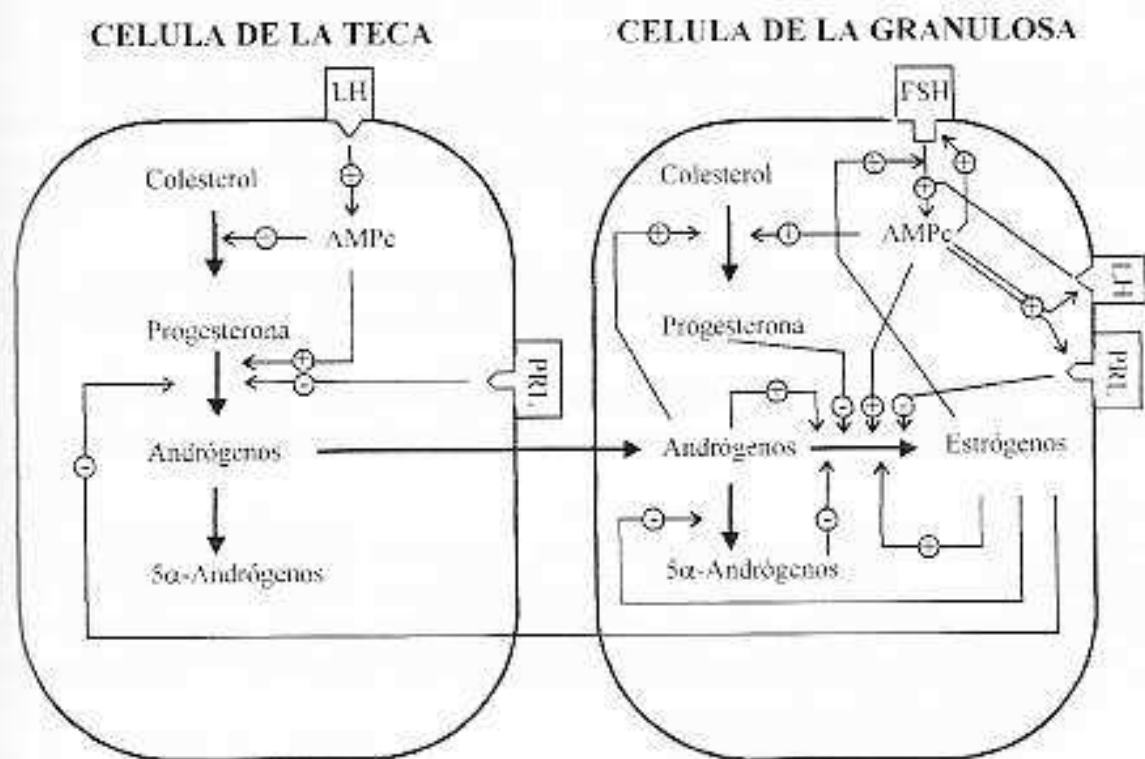 CELULA DE LA TECA
LH
+
Colesterol
+
AMPc
Progesterona
+
-
PRL
Andrógenos
-
5α-Andrógenos
CELULA DE LA GRANULOSA
FSH
+
+
+
Colesterol
+
+
AMPc
LH
+
Progesterona
PRL
+
-
+
-
Andrógenos
Estrógenos
-
-
+
5α-Andrógenos